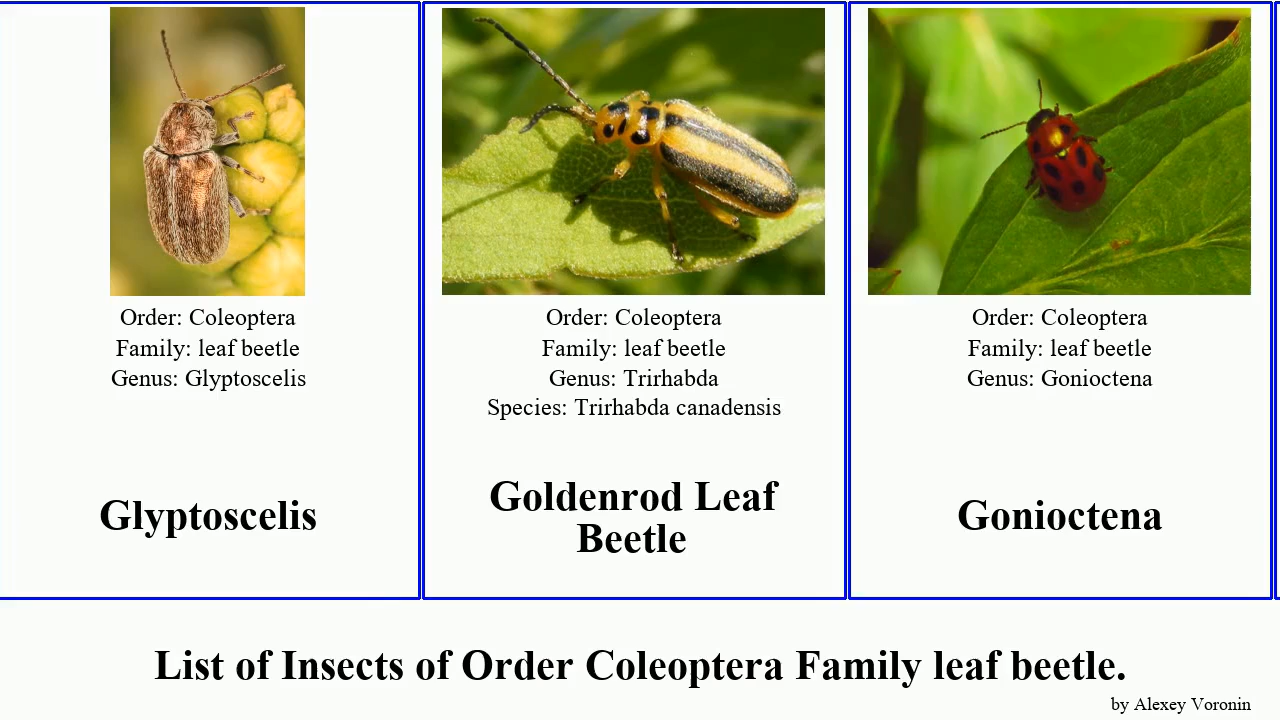 Order: Coleoptera
Family: leaf beetle
Genus: Glyptoscelis
Glyptoscelis
Order: Coleoptera
Family: leaf beetle
Genus: Trirhabda
Species: Trirhabda canadensis
Goldenrod Leaf
Beetle
Order: Coleoptera
Family: leaf beetle
Genus: Gonioctena
Gonioctena
List of Insects of Order Coleoptera Family leaf beetle.
by Alexey Voronin